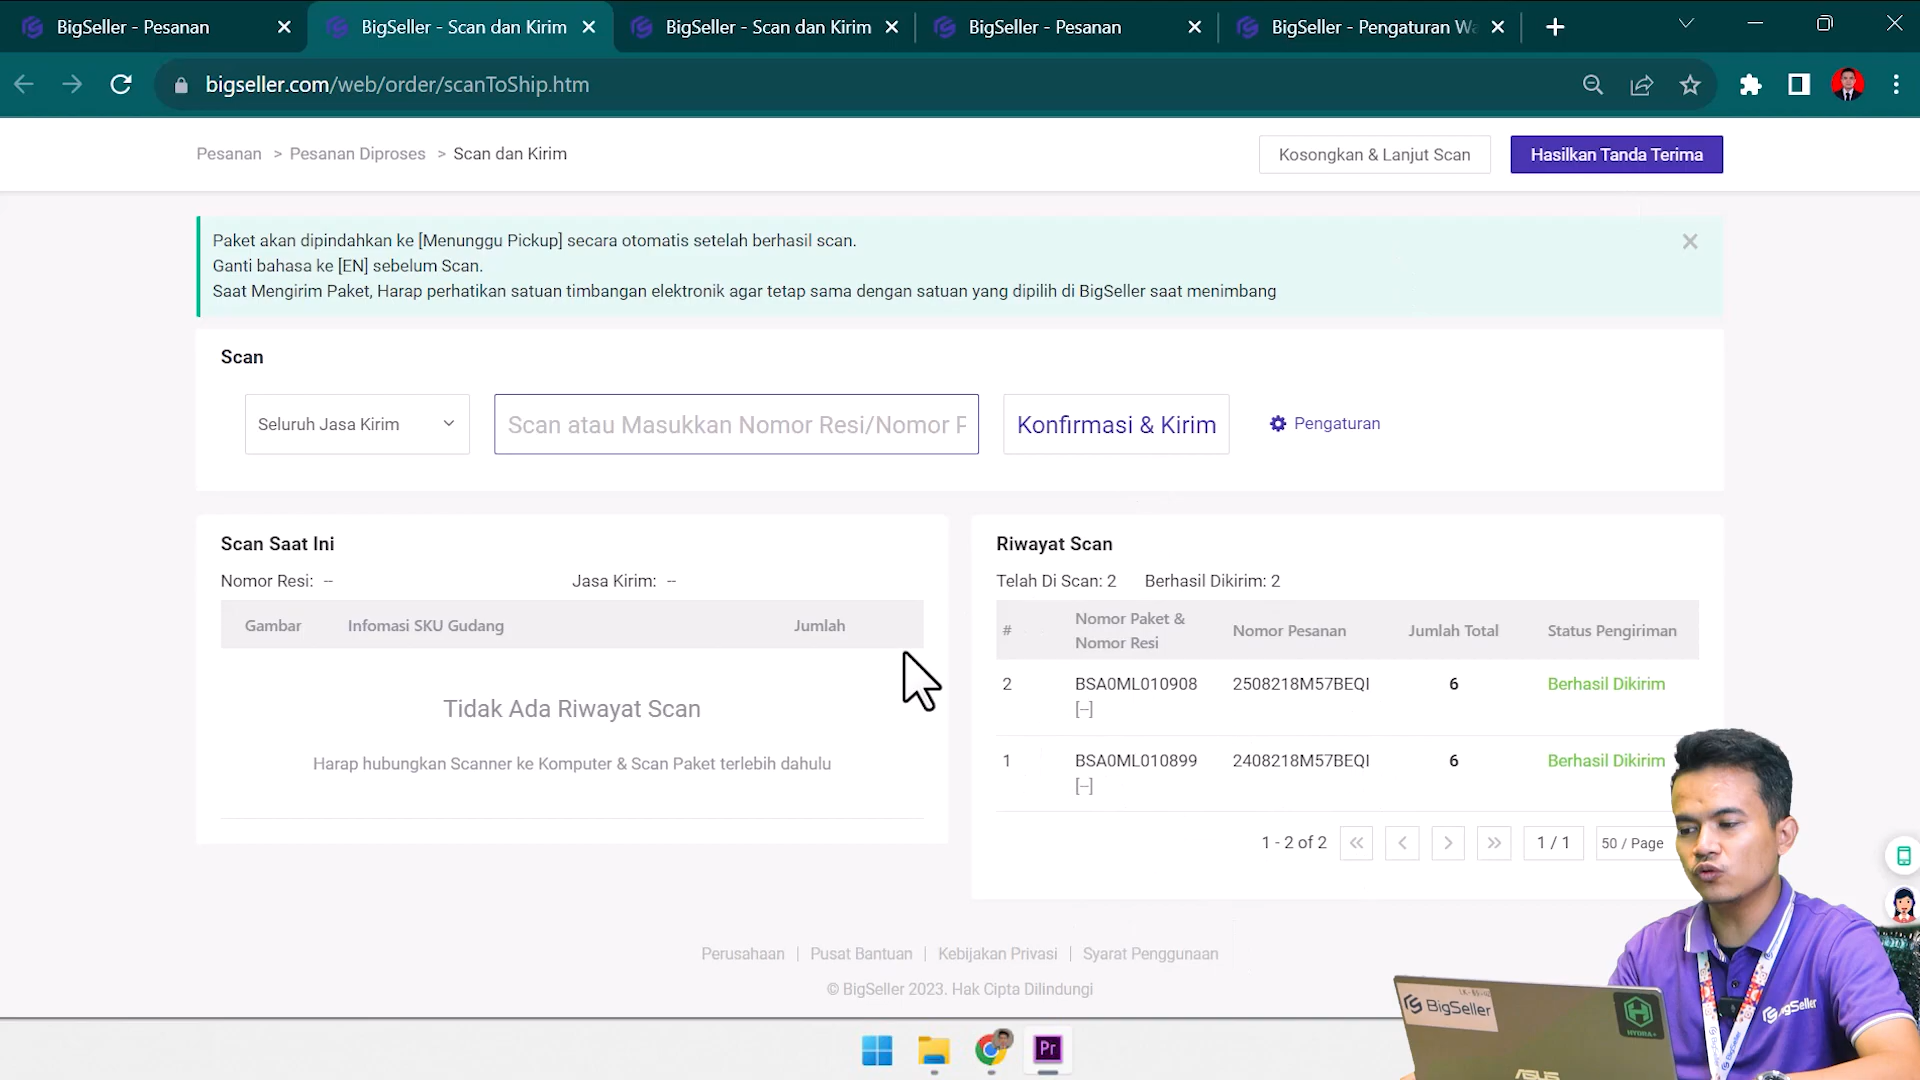 BigSeller - Pesanan
BigSeller - Scan dan Kirim
BigSeller - Scan dan Kirim
BigSeller - Pesanan
BigSeller - Pengaturan Wa
bigseller.com/web/order/scanToShip.htm
Pesanan > Pesanan Diproses > Scan dan Kirim
Kosongkan & Lanjut Scan
Hasilkan Tanda Terima
Paket akan dipindahkan ke [Menunggu Pickup] secara otomatis setelah berhasil scan.
Ganti bahasa ke [EN] sebelum Scan.
Saat Mengirim Paket, Harap perhatikan satuan timbangan elektronik agar tetap sama dengan satuan yang dipilih di BigSeller saat menimbang
Scan
Seluruh Jasa Kirim
Scan atau Masukkan Nomor Resi/Nomor P
Konfirmasi & Kirim
Pengaturan
Scan Saat Ini
Nomor Resi: --
Jasa Kirim: --
Gambar
Infomasi SKU Gudang
Jumlah
Tidak Ada Riwayat Scan
Harap hubungkan Scanner ke Komputer & Scan Paket terlebih dahulu
Riwayat Scan
Telah Di Scan: 2
Berhasil Dikirim: 2
#
Nomor Paket &
Nomor Resi
Nomor Pesanan
Jumlah Total
Status Pengiriman
2
BSA0ML010908
[--]
2508218M57BEQI
6
Berhasil Dikirim
1
BSA0ML010899
[--]
2408218M57BEQI
6
Berhasil Dikirim
1 - 2 of 2
1 / 1
50 / Page
Perusahaan | Pusat Bantuan | Kebijakan Privasi | Syarat Penggunaan
© BigSeller 2023. Hak Cipta Dilindungi
Pr
BigSeller
HYDRA+
ASUS
BigSeller